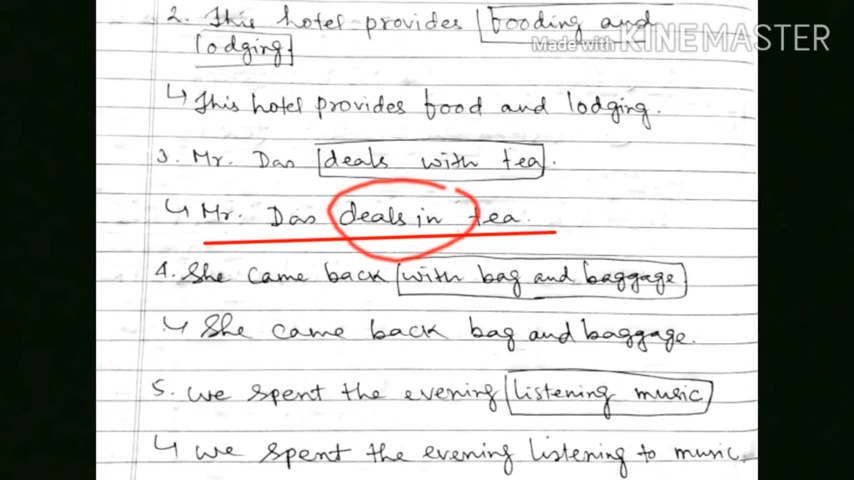 2. This hotel provides fooding and
Made with KINEMASTER
lodging
↳ This hotel provides food and lodging.
3. Mr. Das deals with tea.
↳ Mr. Das deals in tea.
4. She came back with bag and baggage
↳ She came back bag and baggage.
5. We spent the evening listening music
↳ We spent the evening listening to music.